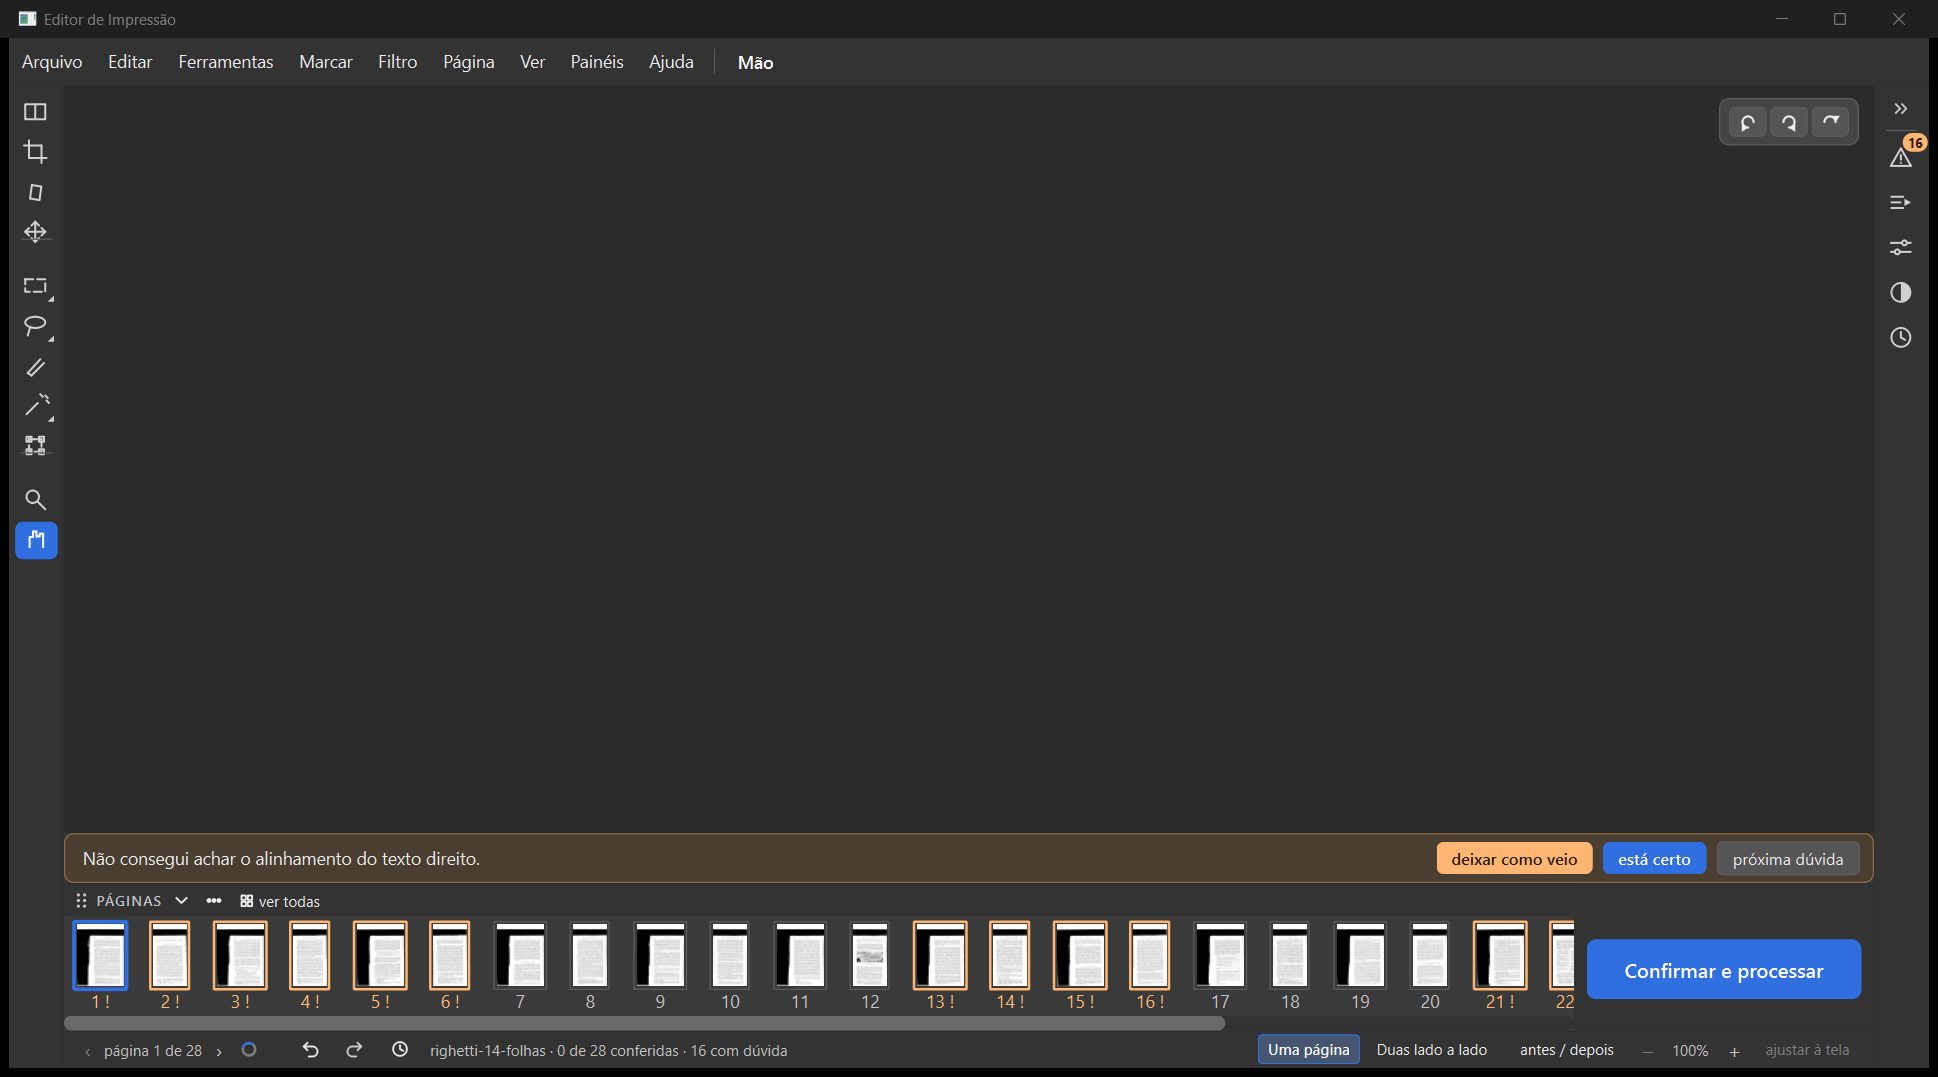 Editor de Impressão
Arquivo Editar Ferramentas Marcar Filtro Página Ver Painéis Ajuda Mão
16
Não consegui achar o alinhamento do texto direito.
deixar como veio está certo próxima dúvida
PÁGINAS ••• ver todas
1 ! 2 ! 3 ! 4 ! 5 ! 6 ! 7 8 9 10 11 12 13 ! 14 ! 15 ! 16 ! 17 18 19 20 21 ! 22
Confirmar e processar
‹ página 1 de 28 › righetti-14-folhas · 0 de 28 conferidas · 16 com dúvida Uma página Duas lado a lado antes / depois − 100% + ajustar à tela